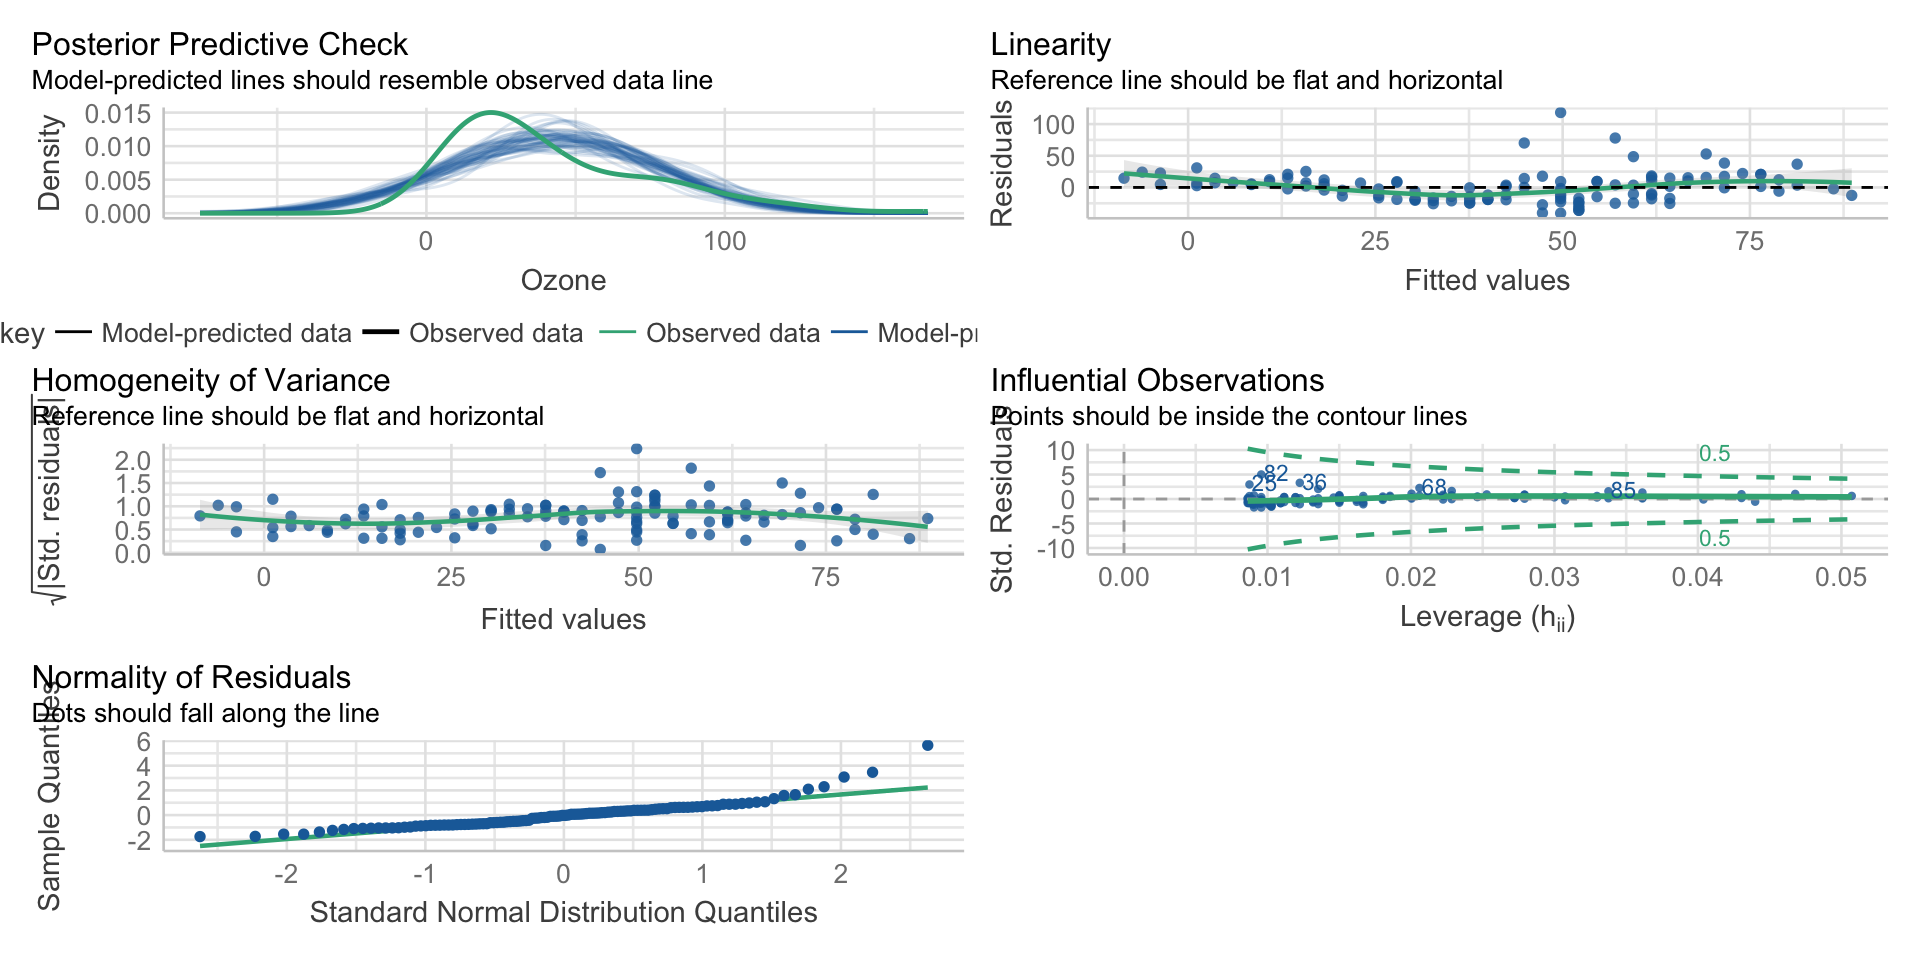 Posterior Predictive Check
Model-predicted lines should resemble observed data line
Density
0.015
0.010
0.005
0.000
0
100
Ozone
key
Model-predicted data
Observed data
Observed data
Model-pr
Linearity
Reference line should be flat and horizontal
Residuals
100
50
0
0
25
50
75
Fitted values
Homogeneity of Variance
Reference line should be flat and horizontal
√|Std. residuals|
2.0
1.5
1.0
0.5
0.0
0
25
50
75
Fitted values
Influential Observations
Points should be inside the contour lines
Std. Residuals
10
5
0
-5
-10
0.5
82
25
36
68
85
0.5
0.00
0.01
0.02
0.03
0.04
0.05
Leverage (hii)
Normality of Residuals
Dots should fall along the line
Sample Quantiles
6
4
2
0
-2
-2
-1
0
1
2
Standard Normal Distribution Quantiles